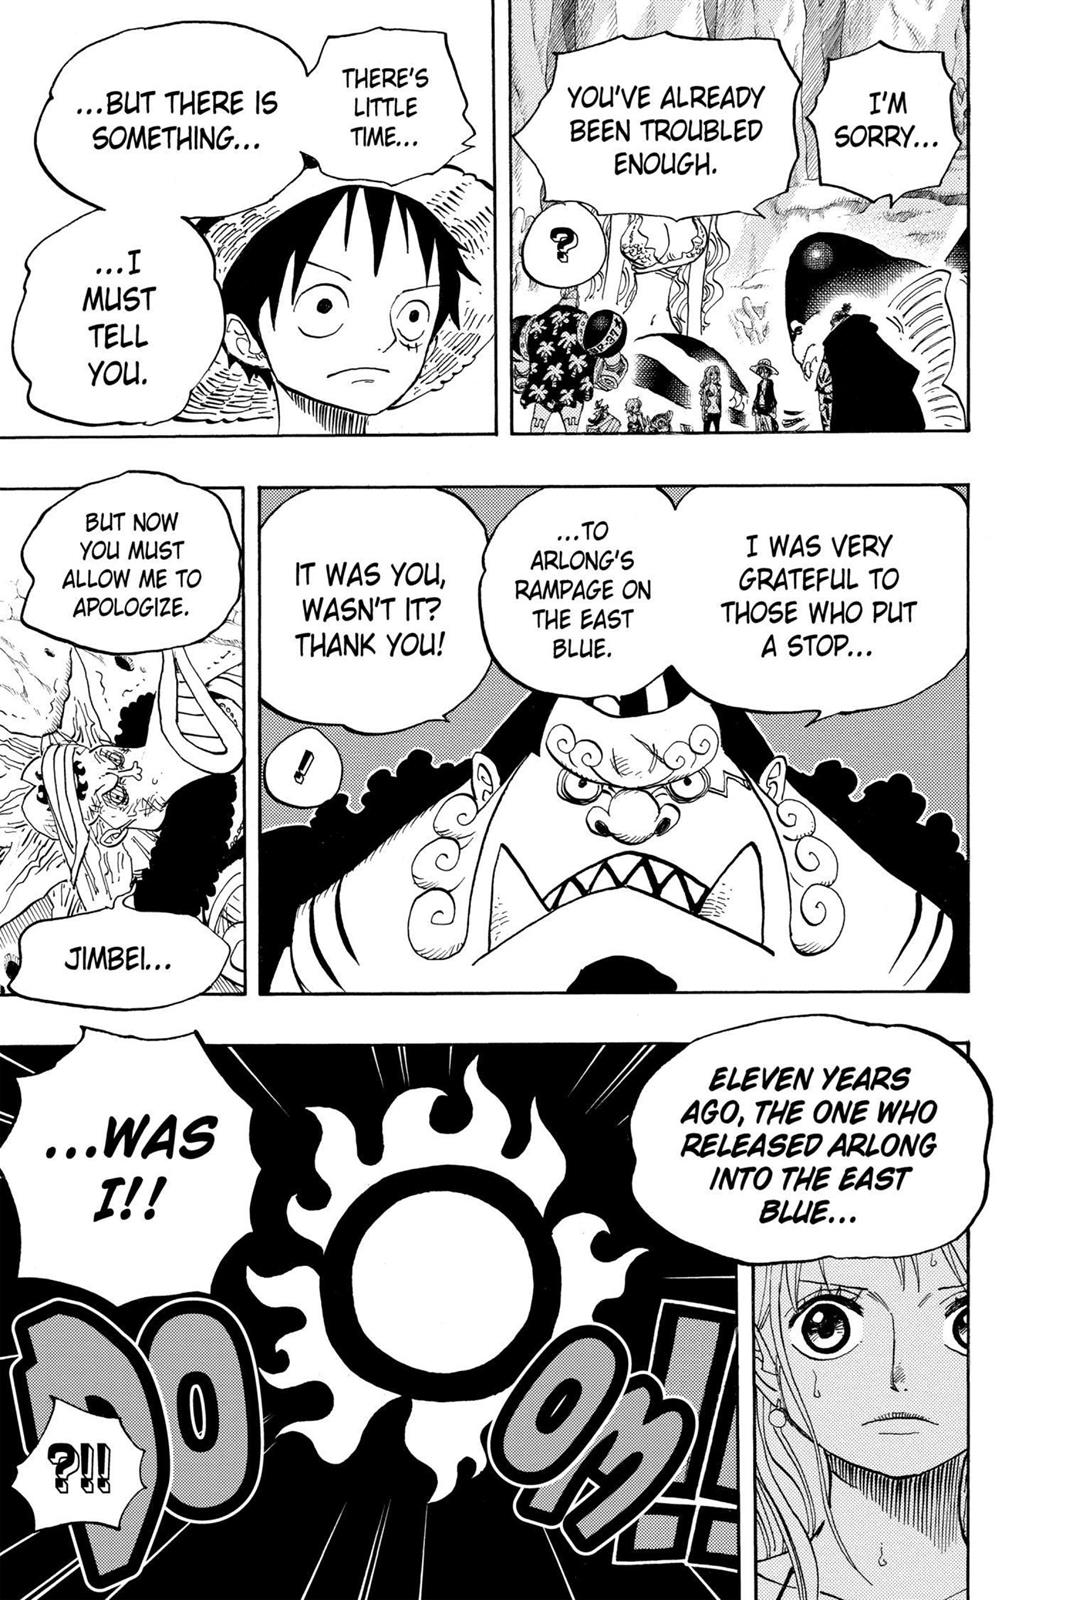 I'M
SORRY...
YOU'VE ALREADY
BEEN TROUBLED
ENOUGH.
?
THERE'S
LITTLE
TIME...
...BUT THERE IS
SOMETHING...
...I
MUST
TELL
YOU.
I WAS VERY
GRATEFUL TO
THOSE WHO PUT
A STOP...
...TO
ARLONG'S
RAMPAGE ON
THE EAST
BLUE.
IT WAS YOU,
WASN'T IT?
THANK YOU!
!
BUT NOW
YOU MUST
ALLOW ME TO
APOLOGIZE.
JIMBEI...
ELEVEN YEARS
AGO, THE ONE WHO
RELEASED ARLONG
INTO THE EAST
BLUE...
...WAS
I!!
DOOM!!
?!!